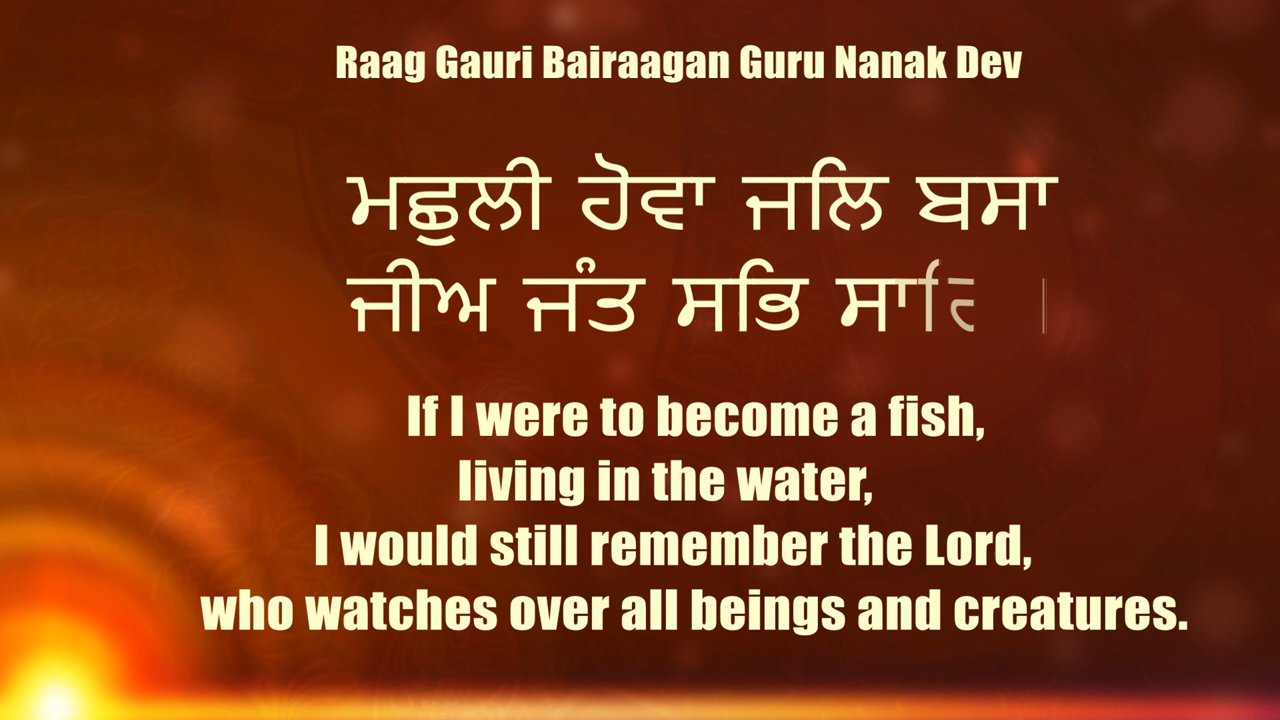 Raag Gauri Bairaagan Guru Nanak Dev
ਮਛੁਲੀ ਹੋਵਾ ਜਲਿ ਬਸਾ
ਜੀਅ ਜੰਤ ਸਭਿ
If I were to become a fish,
living in the water,
I would still remember the Lord,
who watches over all beings and creatures.